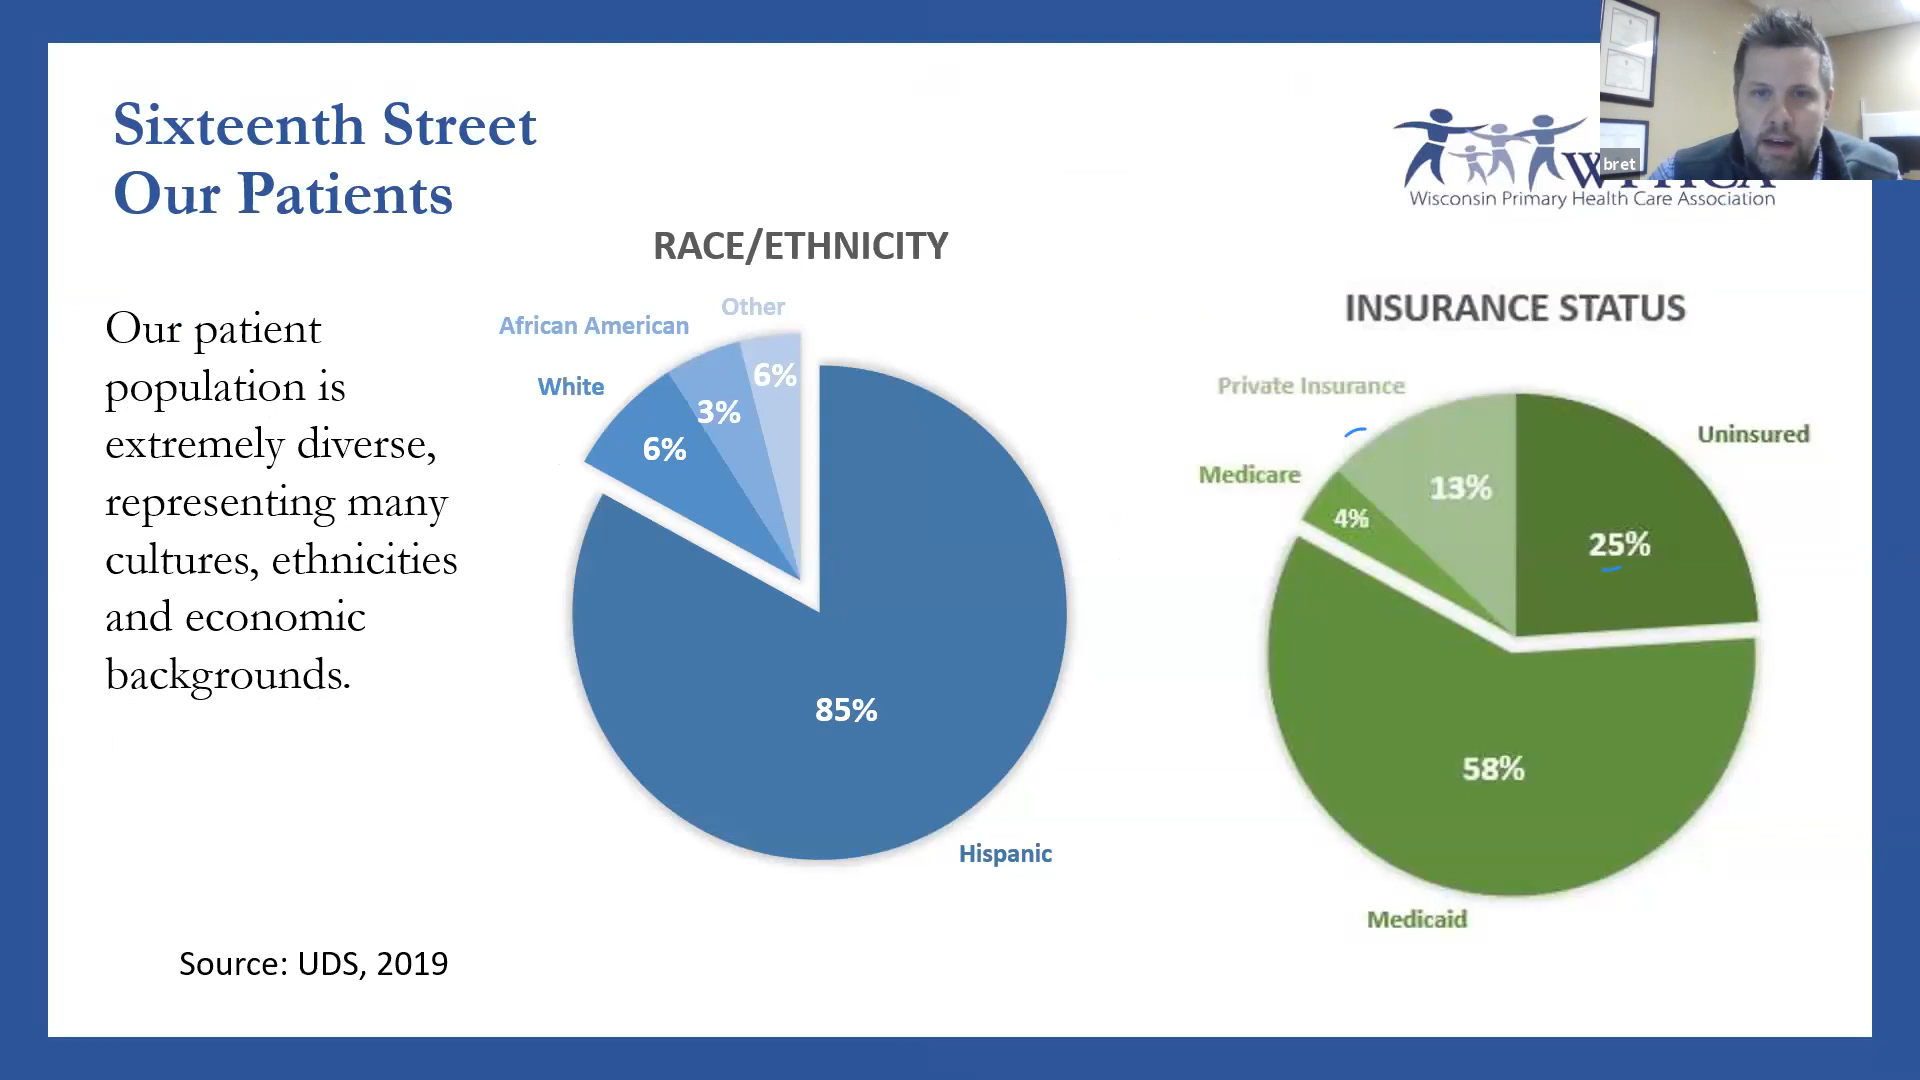 Sixteenth Street
Our Patients
bret
Wisconsin Primary Health Care Association
RACE/ETHNICITY
Our patient
population is
extremely diverse,
representing many
cultures, ethnicities
and economic
backgrounds.
Other
African American
White
6%
3%
6%
85%
Hispanic
INSURANCE STATUS
Private Insurance
Uninsured
Medicare
13%
4%
25%
58%
Medicaid
Source: UDS, 2019